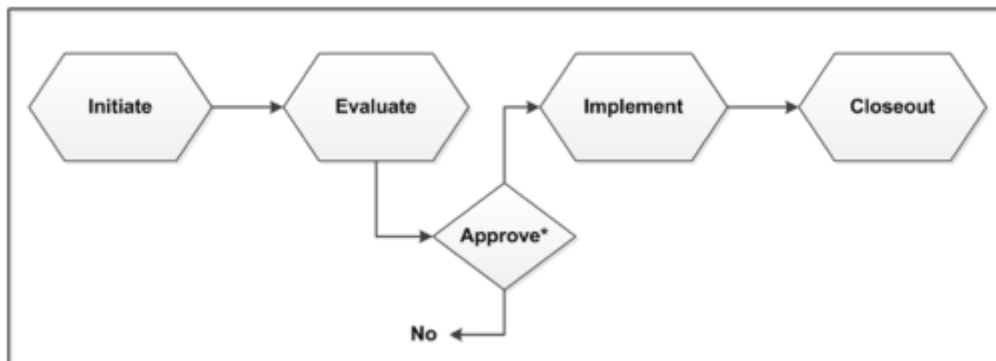 Initiate
Evaluate
Implement
Closeout
Approve*
No